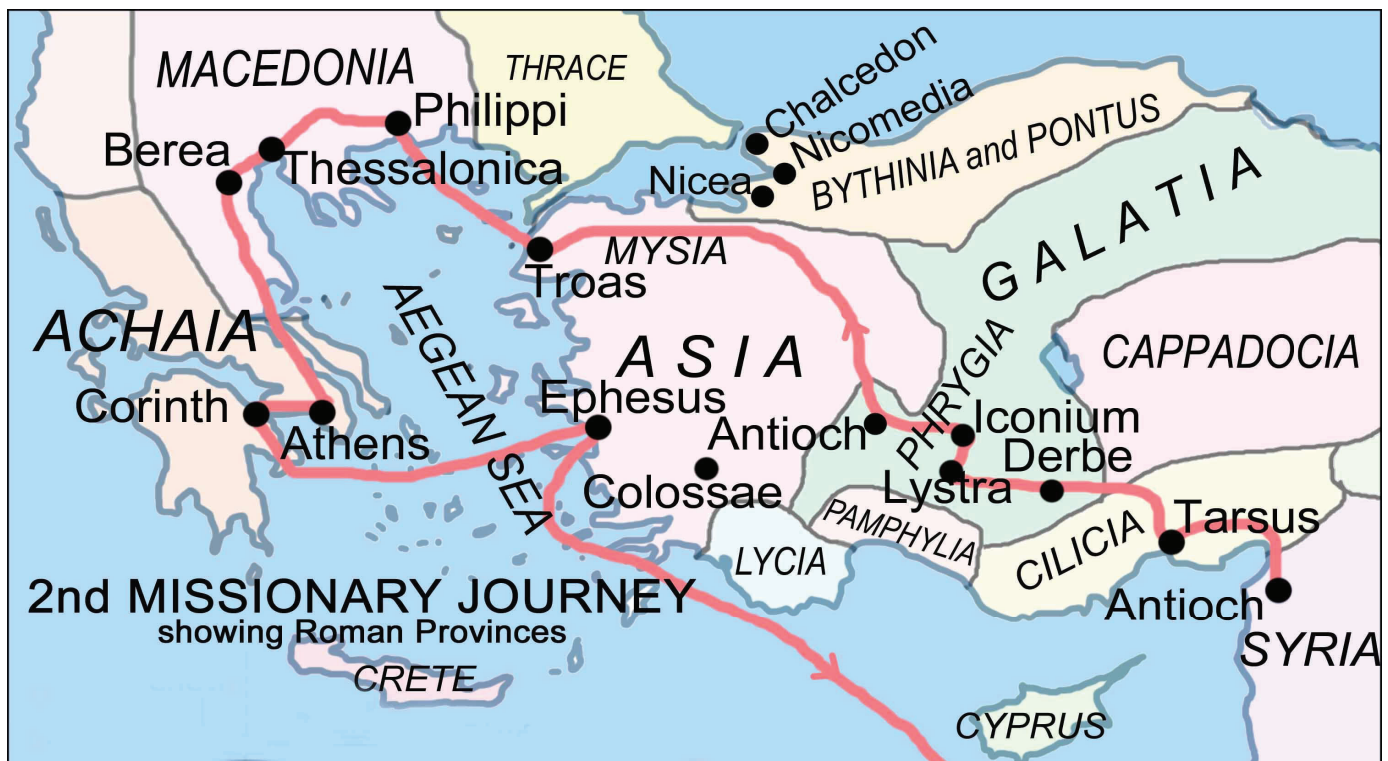 MACEDONIA
THRACE
Chalcedon
Philippi
Nicomedia
BYTHINIA and PONTUS
Berea
Thessalonica
Nicea
GALATIA
MYSIA
Troas
AEGEAN SEA
ACHAIA
ASIA
PHRYGIA
CAPPADOCIA
Corinth
Ephesus
Athens
Antioch
Iconium
Derbe
Colossae
Lystra
PAMPHYLIA
Tarsus
LYCIA
CILICIA
2nd MISSIONARY JOURNEY
showing Roman Provinces
Antioch
SYRIA
CRETE
CYPRUS